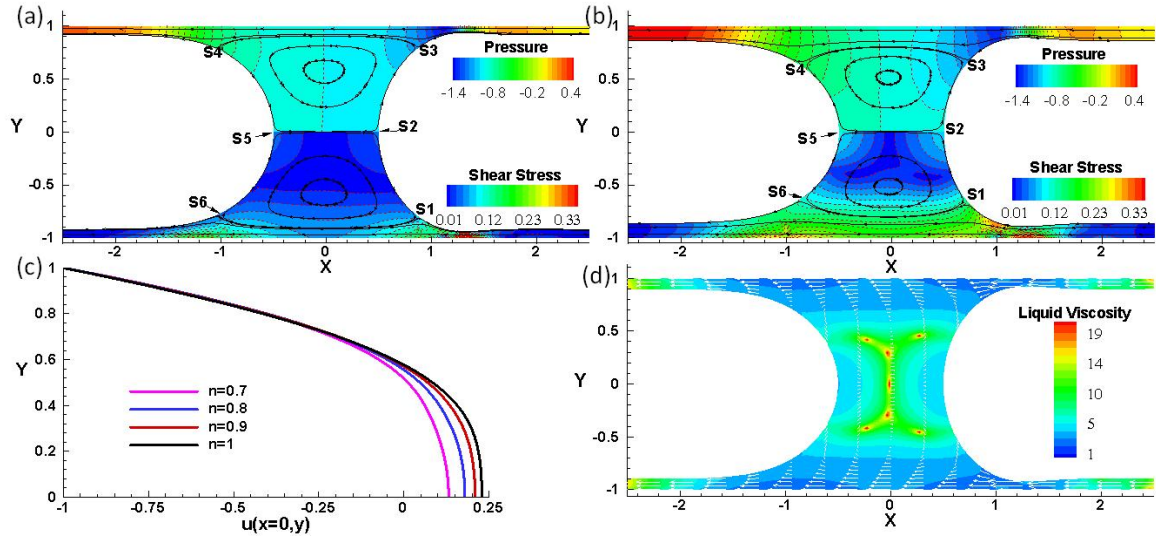 (a)
1
0.5
Y 0
-0.5
-1
S4
S3
S5
S2
S6
S1
Pressure
-1.4 -0.8 -0.2 0.4
Shear Stress
0.01 0.12 0.23 0.33
-2 -1 0 1 2
X
(b)
1
0.5
Y 0
-0.5
-1
S4
S3
S5
S2
S6
S1
Pressure
-1.4 -0.8 -0.2 0.4
Shear Stress
0.01 0.12 0.23 0.33
-2 -1 0 1 2
X
(c)
1
0.8
0.6
Y
0.4
0.2
0
n=0.7
n=0.8
n=0.9
n=1
-1 -0.75 -0.5 -0.25 0 0.25
u(x=0,y)
(d)
1
0.5
Y 0
-0.5
-1
Liquid Viscosity
19
14
10
5
1
-2 -1 0 1 2
X